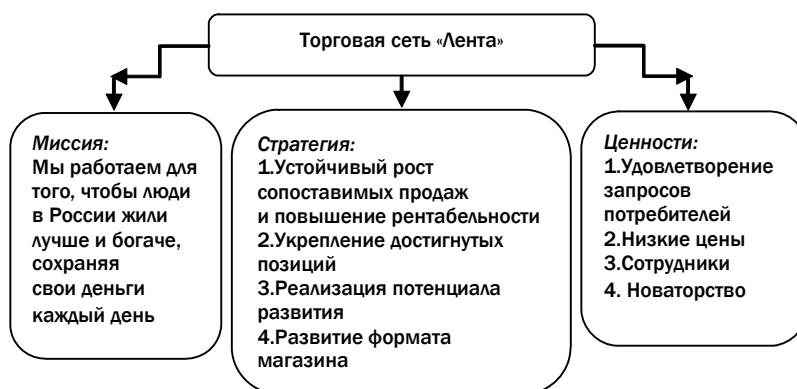 Торговая сеть «Лента»
Миссия:
Мы работаем для
того, чтобы люди
в России жили
лучше и богаче,
сохраняя
свои деньги
каждый день
Стратегия:
1.Устойчивый рост
сопоставимых продаж
и повышение рентабельности
2.Укрепление достигнутых
позиций
3.Реализация потенциала
развития
4.Развитие формата
магазина
Ценности:
1.Удовлетворение
запросов
потребителей
2.Низкие цены
3.Сотрудники
4. Новаторство